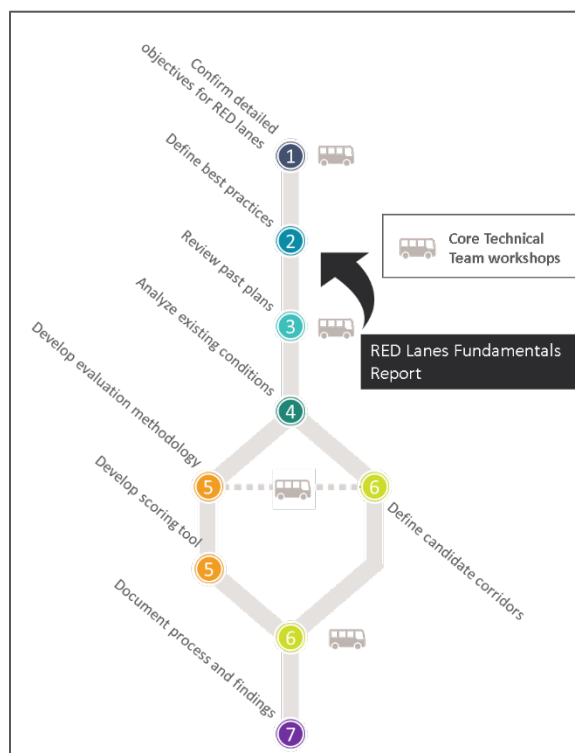 Confirm detailed
objectives for RED lanes
1
Define best practices
2
Core Technical
Team workshops
Review past plans
3
RED Lanes Fundamentals
Report
Analyze existing conditions
4
Develop evaluation methodology
5
6
Define candidate corridors
Develop scoring tool
5
6
Document process and findings
7